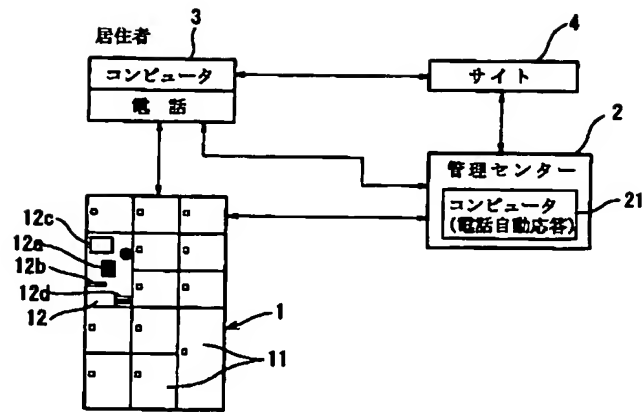 居住者
3
コンピュータ
電話
4
サイト
2
管理センター
コンピュータ
(電話自動応答)
21
12c
12a
12b
12d
12
1
11